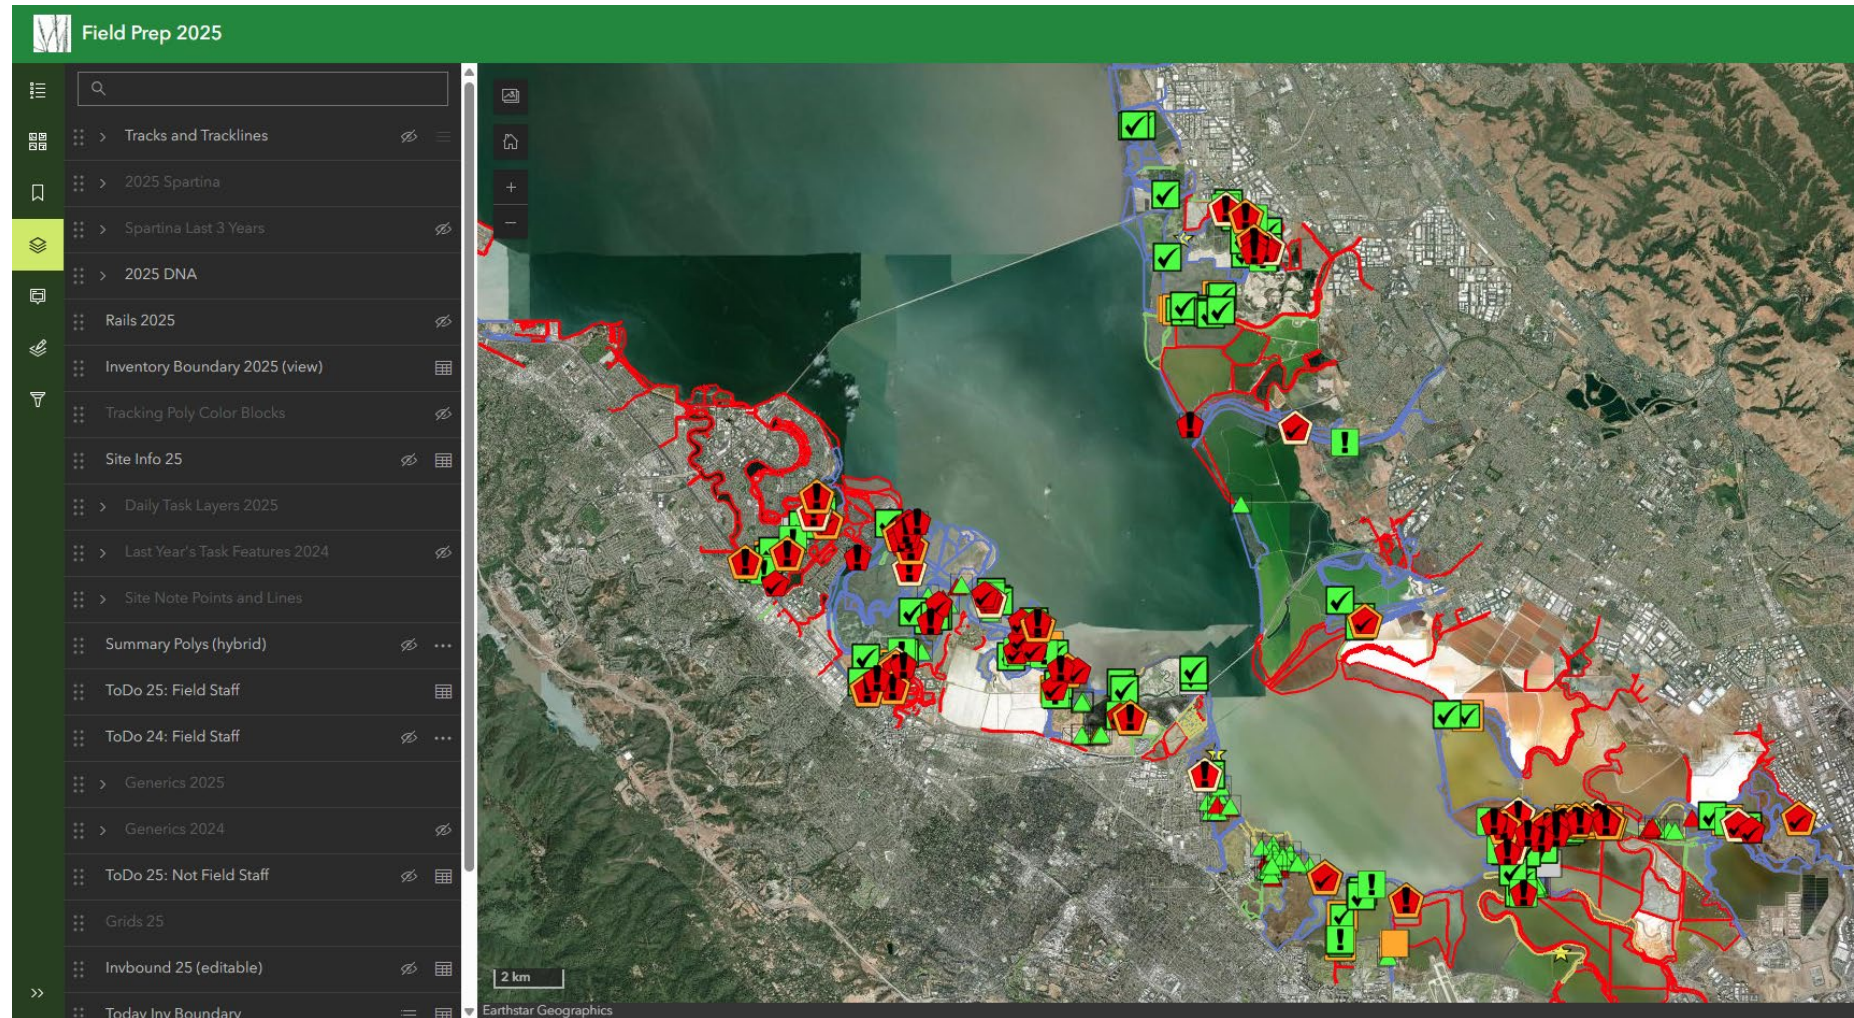 Field Prep 2025
Tracks and Tracklines
2025 Spartina
Spartina Last 3 Years
2025 DNA
Rails 2025
Inventory Boundary 2025 (view)
Tracking Poly Color Blocks
Site Info 25
Daily Task Layers 2025
Last Year's Task Features 2024
Site Note Points and Lines
Summary Polys (hybrid)
ToDo 25: Field Staff
ToDo 24: Field Staff
Generics 2025
Generics 2024
ToDo 25: Not Field Staff
Grids 25
Invbound 25 (editable)
Today Inv Boundary
2 km
Earthstar Geographics